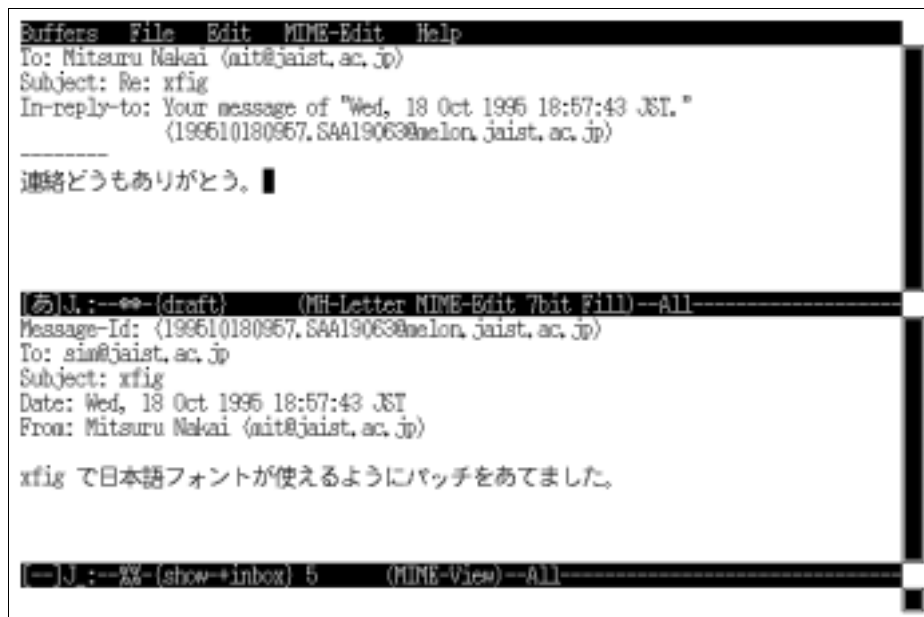 Buffers File Edit MIME-Edit Help
To: Mitsuru Nakai <mit@jaist.ac.jp>
Subject: Re: xfig
In-reply-to: Your message of "Wed, 18 Oct 1995 18:57:43 JST."
<199510180957.SAA19063@melon.jaist.ac.jp>
--------
連絡どうもありがとう。
[あ]J.:--**-{draft} (MH-Letter MIME-Edit 7bit Fill)--All--------------------
Message-Id: <199510180957.SAA19063@melon.jaist.ac.jp>
To: sim@jaist.ac.jp
Subject: xfig
Date: Wed, 18 Oct 1995 18:57:43 JST
From: Mitsuru Nakai <mit@jaist.ac.jp>
xfig で日本語フォントが使えるようにパッチをあてました。
[--]J_:--%%-{show-+inbox} 5 (MIME-View)--All--------------------------------